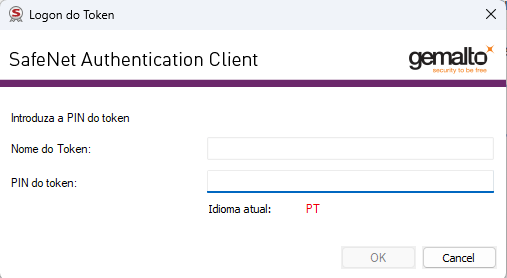 Logon do Token
SafeNet Authentication Client
gemalto
security to be free
Introduza a PIN do token
Nome do Token:
PIN do token:
Idioma atual: PT
OK Cancel